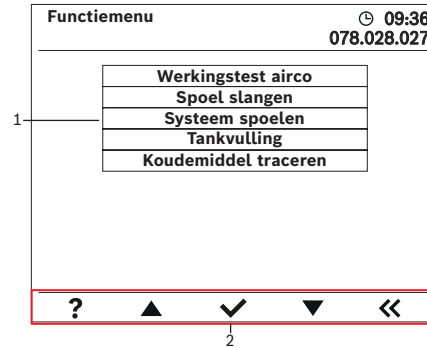 Functiemenu
09:36
078.028.027
Werkingstest airco
Spoel slangen
1
Systeem spoelen
Tankvulling
Koudemiddel traceren
?
2